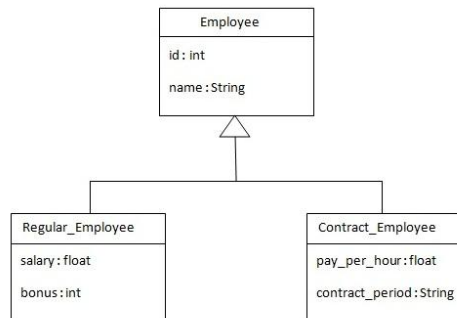 Employee
id : int
name : String
Regular_Employee
salary : float
bonus : int
Contract_Employee
pay_per_hour : float
contract_period : String